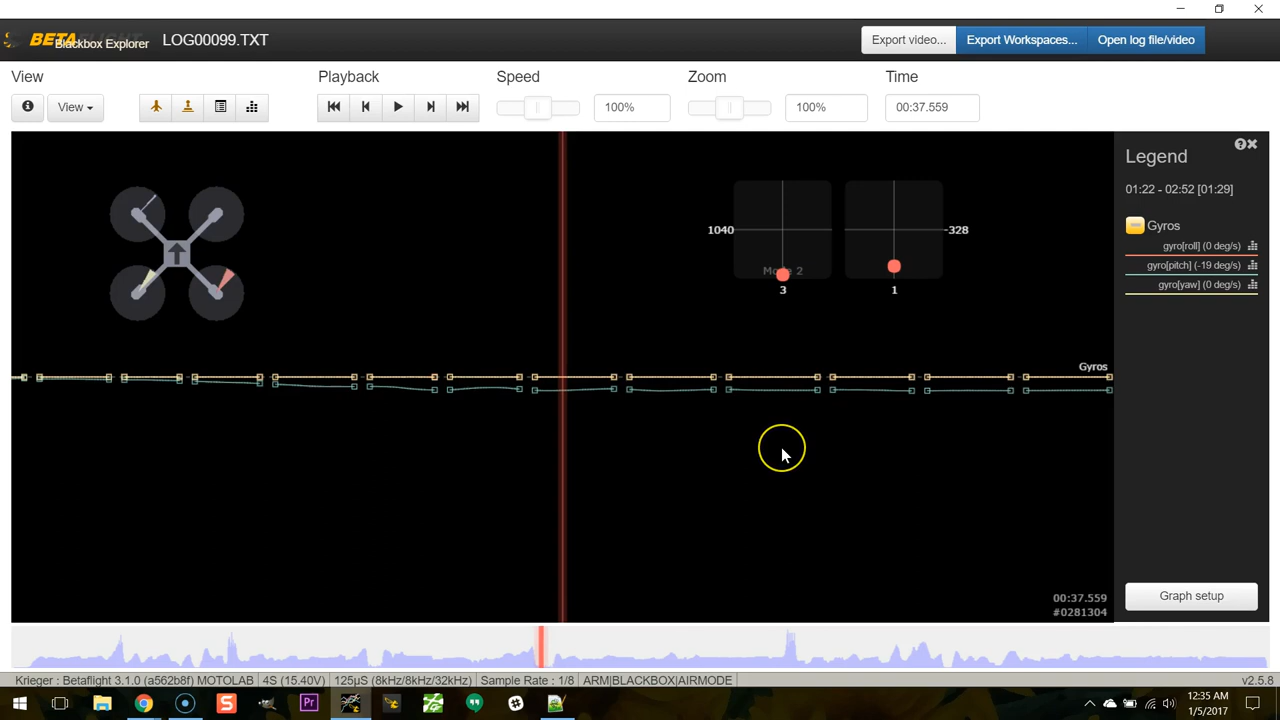 BETAFLIGHT
Blackbox Explorer
LOG00099.TXT
Export video...
Export Workspaces...
Open log file/video
View
Playback
Speed
Zoom
Time
View
100%
100%
00:37.559
Legend
01:22 - 02:52 [01:29]
Gyros
gyro[roll] (0 deg/s)
gyro[pitch] (-19 deg/s)
gyro[yaw] (0 deg/s)
1040
-328
Mode 2
3
1
Gyros
00:37.559
#0281304
Graph setup
Krieger : Betaflight 3.1.0 (a562b8f) MOTOLAB
4S (15.40V)
125µS (8kHz/8kHz/32kHz)
Sample Rate : 1/8
ARM|BLACKBOX|AIRMODE
v2.5.8
12:35 AM
1/5/2017